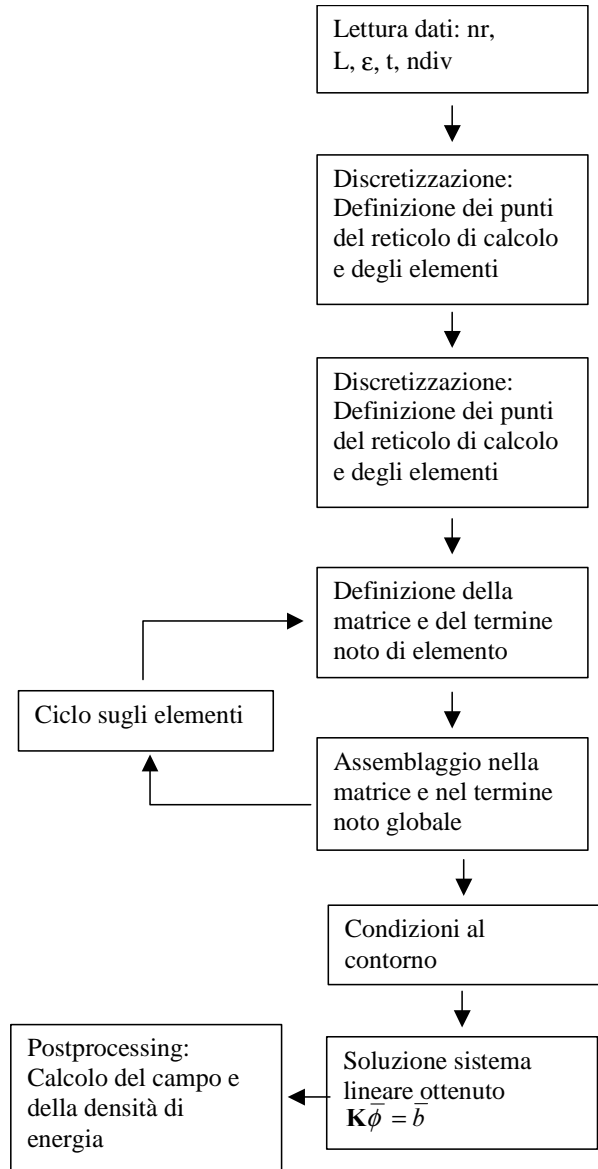 Lettura dati: nr,
L, ε, t, ndiv
Discretizzazione:
Definizione dei punti
del reticolo di calcolo
e degli elementi
Discretizzazione:
Definizione dei punti
del reticolo di calcolo
e degli elementi
Definizione della
matrice e del termine
noto di elemento
Ciclo sugli elementi
Assemblaggio nella
matrice e nel termine
noto globale
Condizioni al
contorno
Soluzione sistema
lineare ottenuto
K\bar{ϕ} = \bar{b}
Postprocessing:
Calcolo del campo e
della densità di
energia